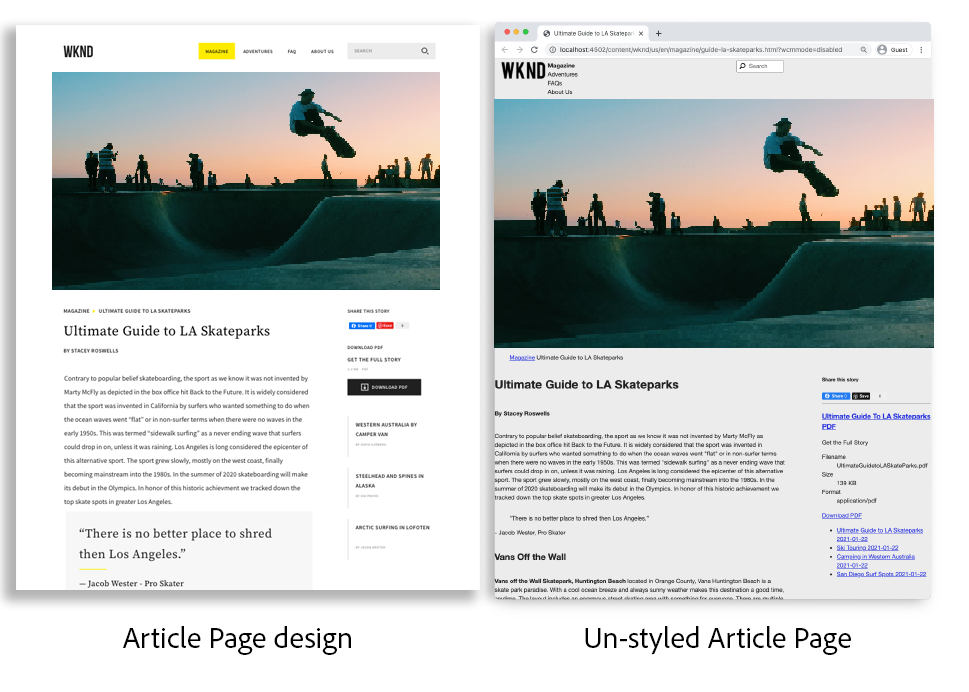 WKND
MAGAZINE
ADVENTURES
FAQ
ABOUT US
SEARCH
MAGAZINE ULTIMATE GUIDE TO LA SKATEPARKS
Ultimate Guide to LA Skateparks
BY STACEY ROSWELLS
Contrary to popular belief skateboarding, the sport as we know it was not invented by
Marty McFly as depicted in the box office hit Back to the Future. It is widely considered
that the sport was invented in California by surfers who wanted something to do when
the ocean waves went "flat" or in non-surfer terms when there were no waves in the
early 1950s. This was termed "sidewalk surfing" as a never ending wave that surfers
could drop in on, unless it was raining. Los Angeles is long considered the epicenter of
this alternative sport. The sport grew slowly, mostly on the west coast, finally
becoming mainstream into the 1980s. In the summer of 2020 skateboarding will make
its debut in the Olympics. In honor of this historic achievment we tracked down the
top skate spots in greater Los Angeles.
“There is no better place to shred
then Los Angeles.”
— Jacob Wester - Pro Skater
SHARE THIS STORY
Share 0
Save
DOWNLOAD PDF
GET THE FULL STORY
DOWNLOAD PDF
WESTERN AUSTRALIA BY
CAMPER VAN
STEELHEAD AND SPINES IN
ALASKA
ARCTIC SURFING IN LOFOTEN
Article Page design
Ultimate Guide to LA Skatepar
localhost:4502/content/wknd/us/en/magazine/guide-la-skateparks.html?wcmmode=disabled
Guest
WKND
Magazine
Adventures
FAQs
About Us
Search
Magazine Ultimate Guide to LA Skateparks
Ultimate Guide to LA Skateparks
By Stacey Roswells
Contrary to popular belief skateboarding, the sport as we know it was not invented by Marty McFly as
depicted in the box office hit Back to the Future. It is widely considered that the sport was invented in
California by surfers who wanted something to do when the ocean waves went "flat" or in non-surfer terms
when there were no waves in the early 1950s. This was termed "sidewalk surfing" as a never ending wave that
surfers could drop in on, unless it was raining. Los Angeles is long considered the epicenter of this alternative
sport. The sport grew slowly, mostly on the west coast, finally becoming mainstream into the 1980s. In the
summer of 2020 skateboarding will make its debut in the Olympics. In honor of this historic achievement we
tracked down the top skate spots in greater Los Angeles.
"There is no better place to shred then Los Angeles."
- Jacob Wester, Pro Skater
Vans Off the Wall
Vans off the Wall Skatepark, Huntington Beach located in Orange County, Vans Huntington Beach is a
skate park paradise. With a cool ocean breeze and always sunny weather makes this destination a good time,
anytime. The layout includes an enormous street skating area with something for everyone. There are multiple
Share this story
Share 0
Save
Ultimate Guide To LA Skateparks
PDF
Get the Full Story
Filename
UltimateGuidetoLASkateParks.pdf
Size
139 KB
Format
application/pdf
Download PDF
Ultimate Guide to LA Skateparks
2021-01-22
Ski Touring 2021-01-22
Camping in Western Australia
2021-01-22
San Diego Surf Spots 2021-01-22
Un-styled Article Page